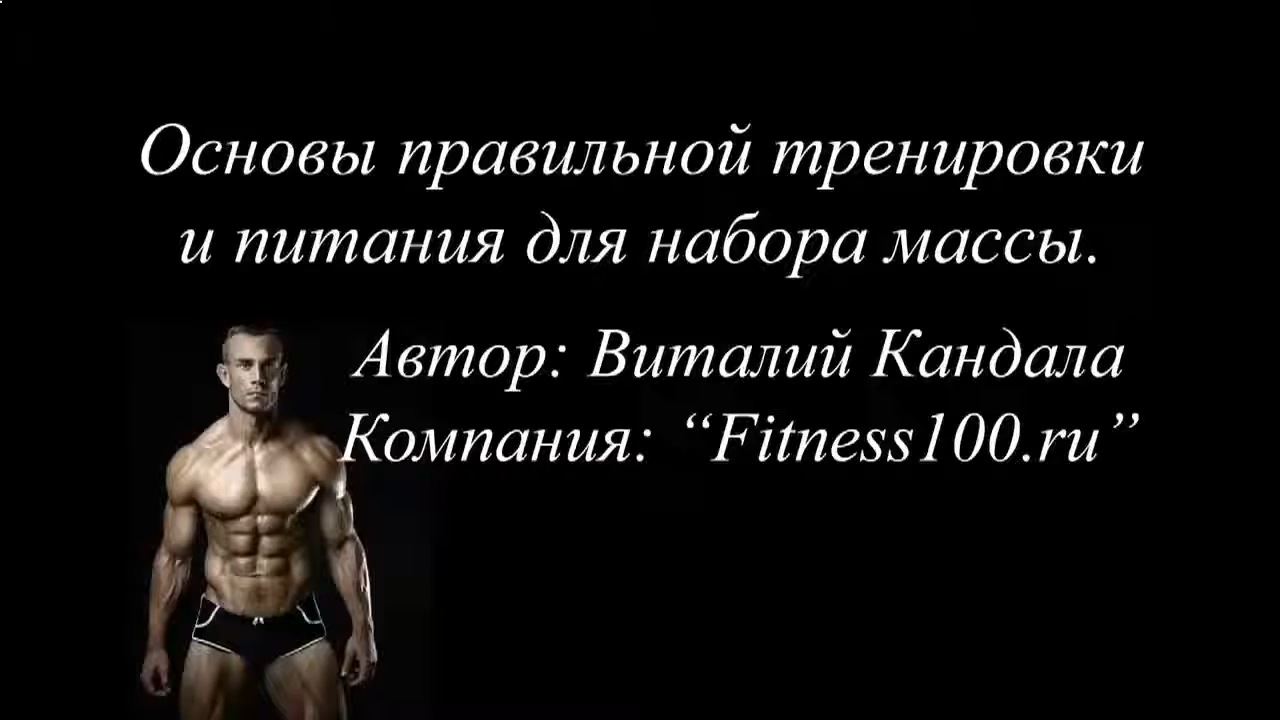 Основы правильной тренировки
и питания для набора массы.
Автор: Виталий Кандала
Компания: “Fitness100.ru”